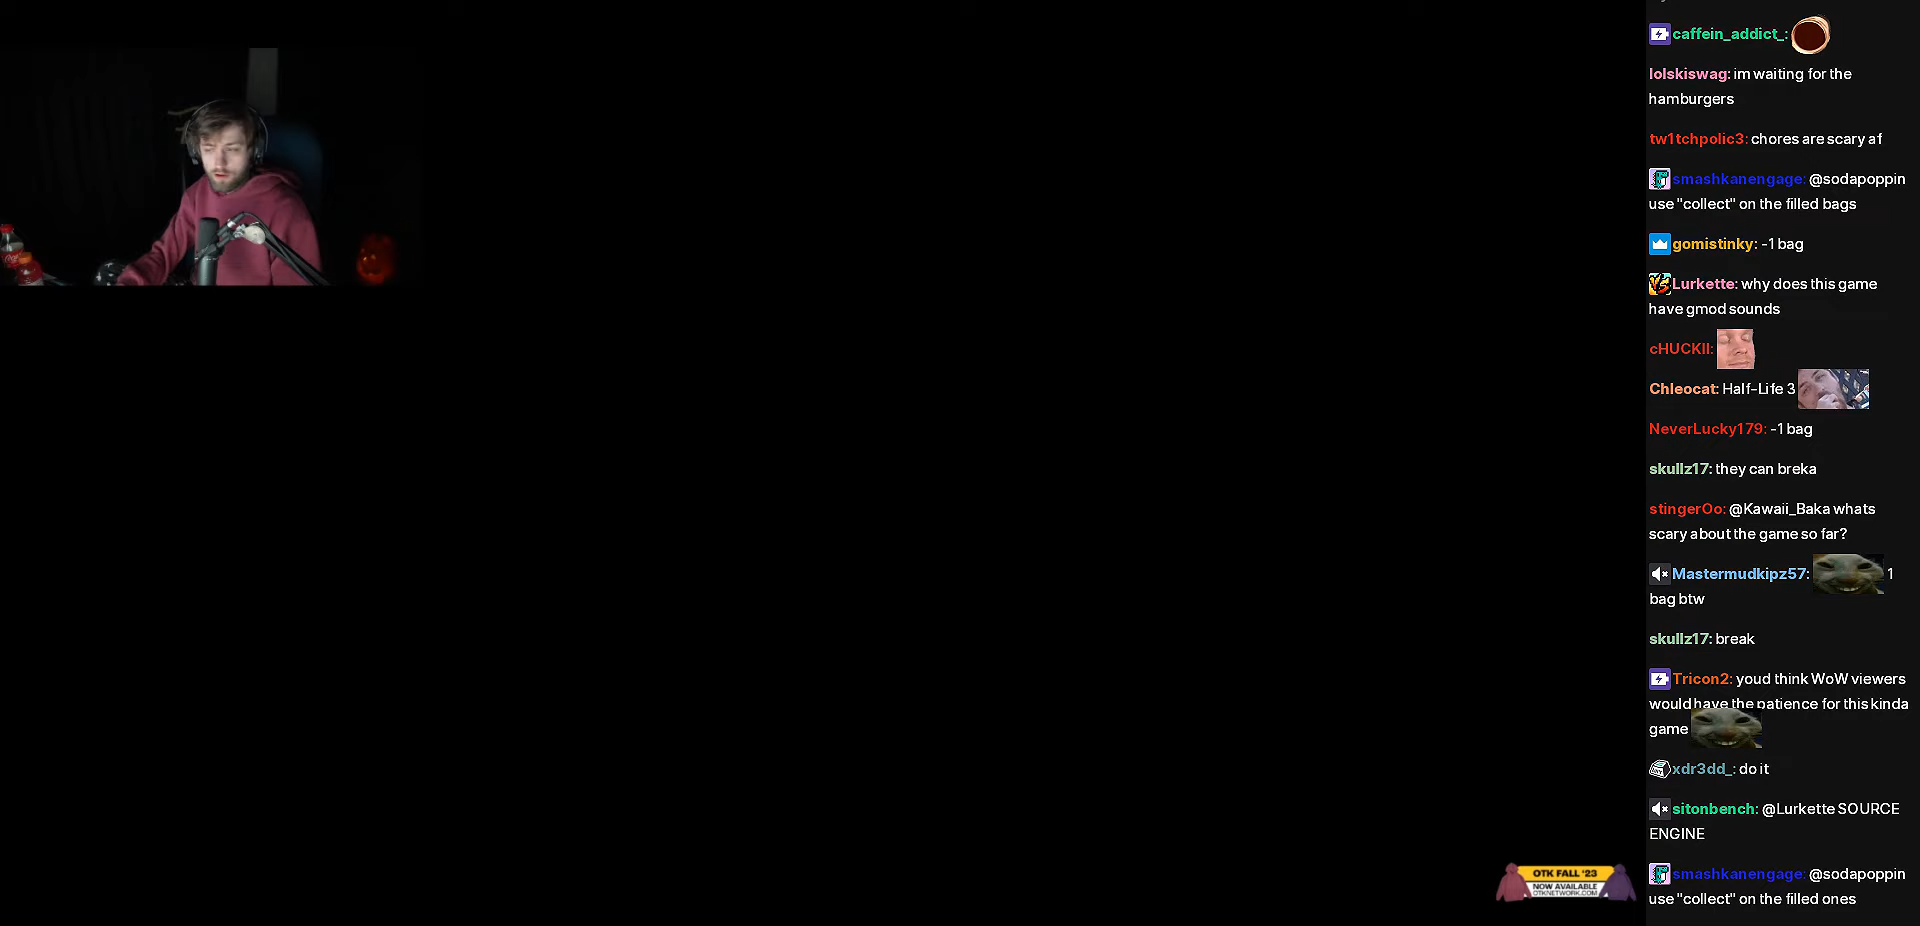 caffein_addict_:
lolskiswag: im waiting for the
hamburgers
tw1tchpolic3: chores are scary af
smashkanengage: @sodapoppin
use "collect" on the filled bags
gomistinky: -1 bag
Lurkette: why does this game
have gmod sounds
cHUCKII:
Chleocat: Half-Life 3
NeverLucky179: -1 bag
skullz17: they can breka
stingerOo: @Kawaii_Baka whats
scary about the game so far?
Mastermudkipz57: 1
bag btw
skullz17: break
Tricon2: youd think WoW viewers
would have the patience for this kinda
game
xdr3dd_: do it
sitonbench: @Lurkette SOURCE
ENGINE
smashkanengage: @sodapoppin
use "collect" on the filled ones
OTK FALL '23
NOW AVAILABLE
OTKNETWORK.COM